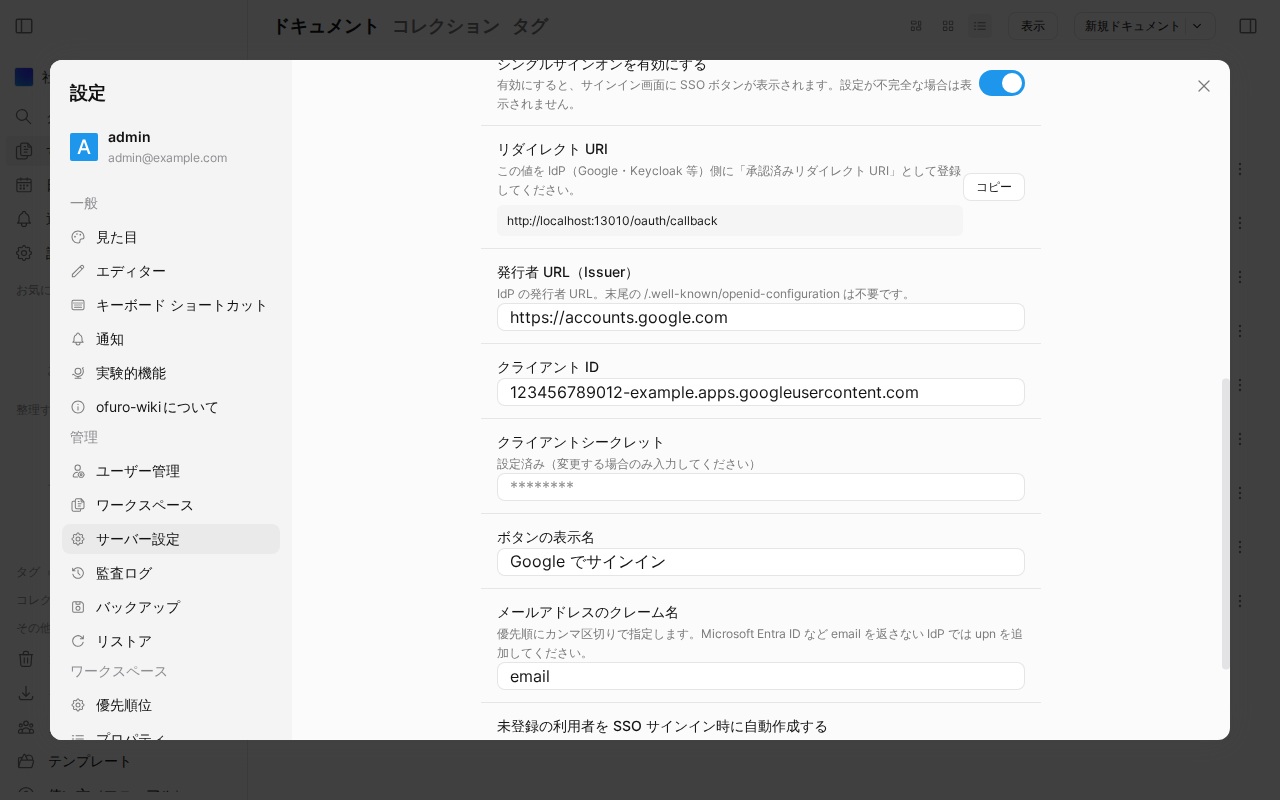 ドキュメント コレクション タグ
表示
新規ドキュメント
設定
admin
admin@example.com
一般
見た目
エディター
キーボード ショートカット
通知
実験的機能
ofuro-wikiについて
管理
ユーザー管理
ワークスペース
サーバー設定
監査ログ
バックアップ
リストア
ワークスペース
優先順位
プロパティ
シングルサインオンを有効にする
有効にすると、サインイン画面に SSO ボタンが表示されます。設定が不完全な場合は表
示されません。
リダイレクト URI
この値を IdP（Google・Keycloak 等）側に「承認済みリダイレクト URI」として登録
してください。
コピー
http://localhost:13010/oauth/callback
発行者 URL（Issuer）
IdP の発行者 URL。末尾の /.well-known/openid-configuration は不要です。
https://accounts.google.com
クライアント ID
123456789012-example.apps.googleusercontent.com
クライアントシークレット
設定済み（変更する場合のみ入力してください）
********
ボタンの表示名
Google でサインイン
メールアドレスのクレーム名
優先順にカンマ区切りで指定します。Microsoft Entra ID など email を返さない IdP では upn を追
加してください。
email
未登録の利用者を SSO サインイン時に自動作成する
お気に
整理す
タグ
コレク
その他
テンプレート